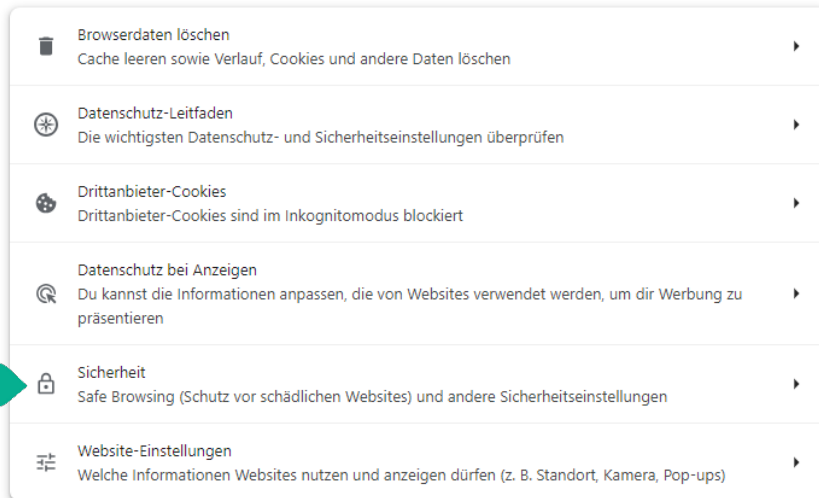 Browserdaten löschen
Cache leeren sowie Verlauf, Cookies und andere Daten löschen
Datenschutz-Leitfaden
Die wichtigsten Datenschutz- und Sicherheitseinstellungen überprüfen
Drittanbieter-Cookies
Drittanbieter-Cookies sind im Inkognitomodus blockiert
Datenschutz bei Anzeigen
Du kannst die Informationen anpassen, die von Websites verwendet werden, um dir Werbung zu
präsentieren
Sicherheit
Safe Browsing (Schutz vor schädlichen Websites) und andere Sicherheitseinstellungen
Website-Einstellungen
Welche Informationen Websites nutzen und anzeigen dürfen (z. B. Standort, Kamera, Pop-ups)